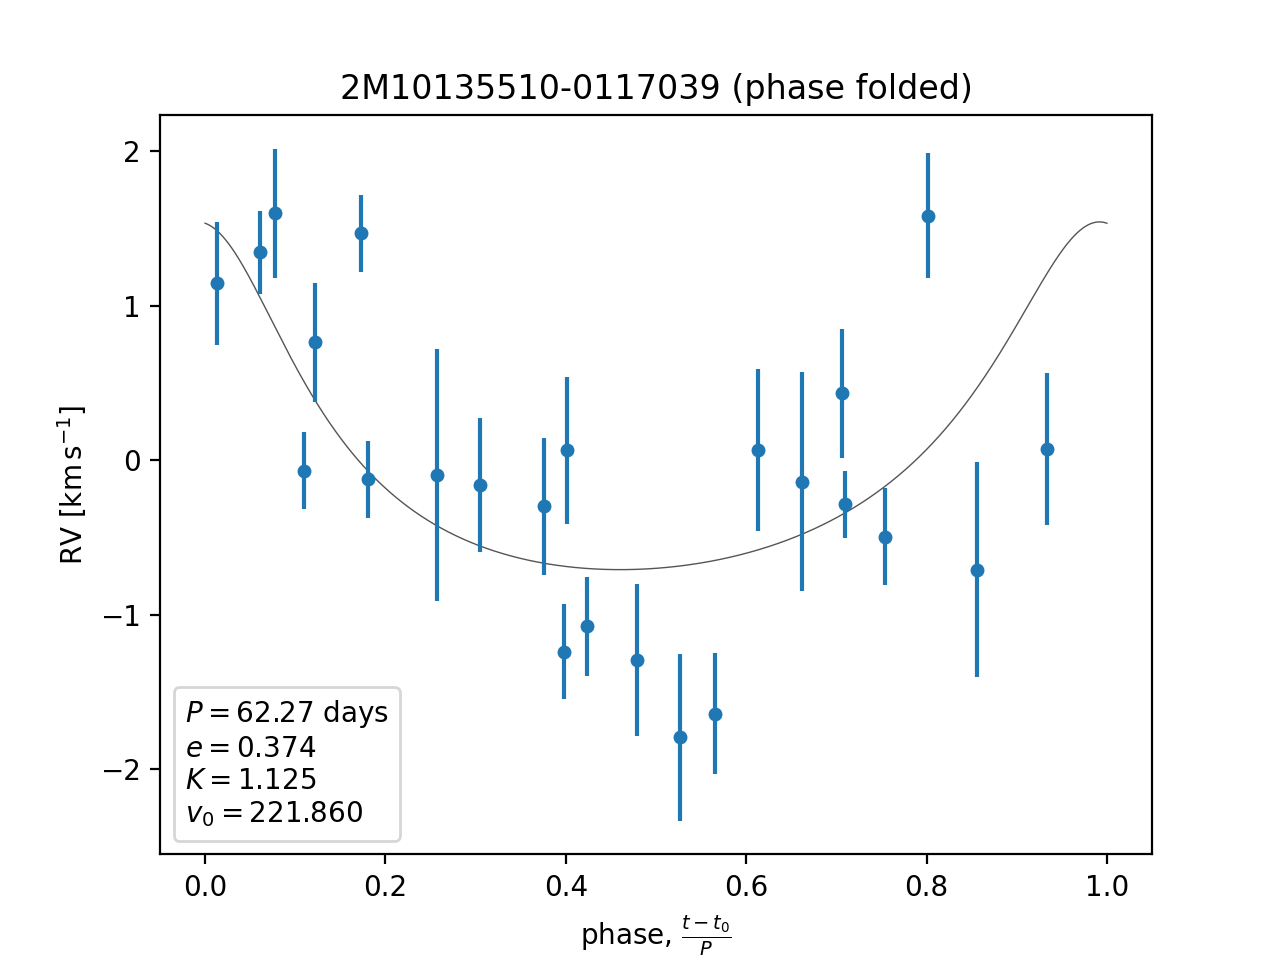 2M10135510-0117039 (phase folded)
2
1
0
−1
−2
RV [km s⁻¹]
P = 62.27 days
e = 0.374
K = 1.125
v₀ = 221.860
0.0 0.2 0.4 0.6 0.8 1.0
phase, (t − t₀)/P